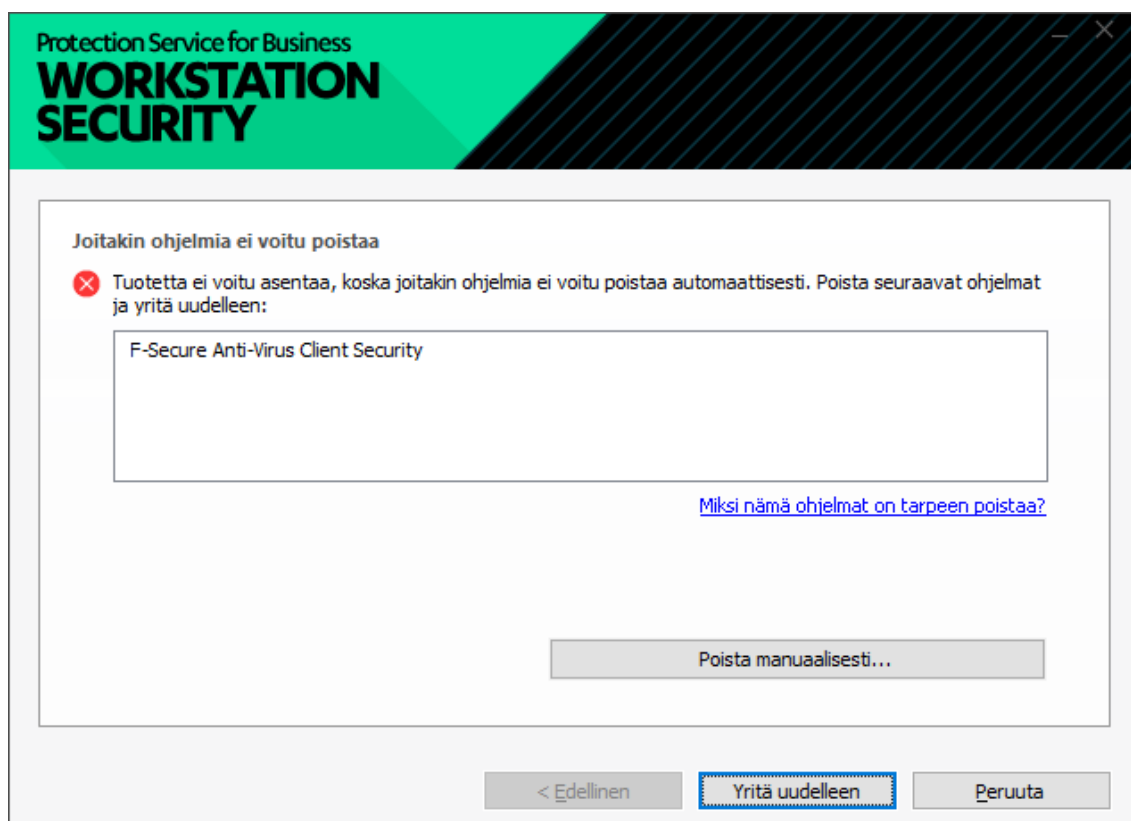 Protection Service for Business
WORKSTATION
SECURITY
Joitakin ohjelmia ei voitu poistaa
Tuotetta ei voitu asentaa, koska joitakin ohjelmia ei voitu poistaa automaattisesti. Poista seuraavat ohjelmat
ja yritä uudelleen:
F-Secure Anti-Virus Client Security
Miksi nämä ohjelmat on tarpeen poistaa?
Poista manuaalisesti...
< Edellinen
Yritä uudelleen
Peruuta